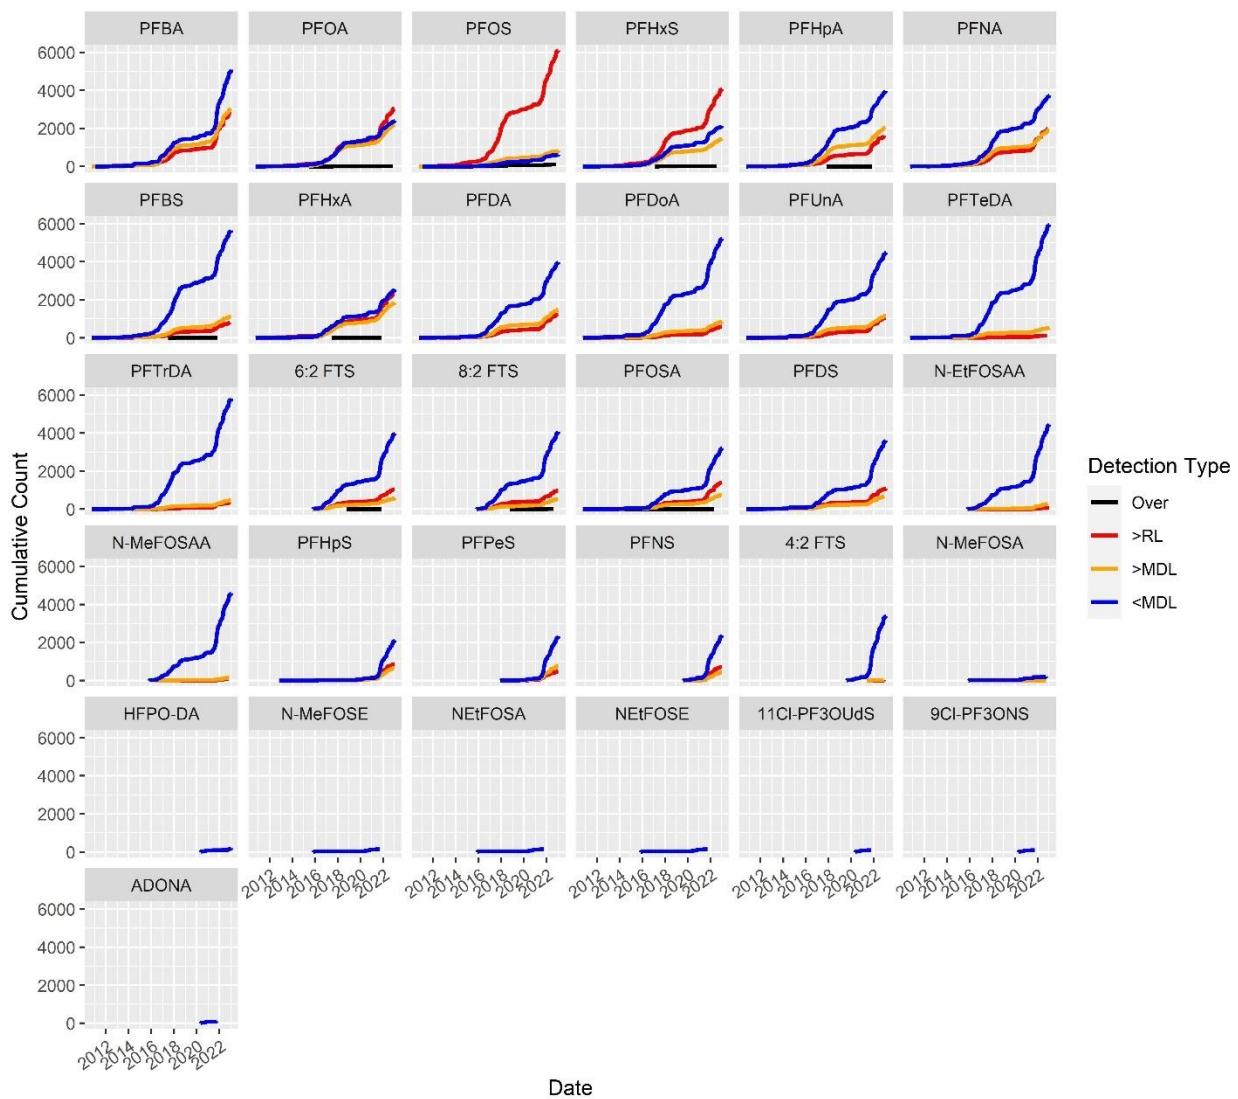 PFBA PFOA PFOS PFHxS PFHpA PFNA
6000
4000
2000
0
PFBS PFHxA PFDA PFDoA PFUnA PFTeDA
6000
4000
2000
0
PFTrDA 6:2 FTS 8:2 FTS PFOSA PFDS N-EtFOSAA
6000
4000
2000
0
N-MeFOSAA PFHpS PFPeS PFNS 4:2 FTS N-MeFOSA
6000
4000
2000
0
HFPO-DA N-MeFOSE NEtFOSA NEtFOSE 11Cl-PF3OUdS 9Cl-PF3ONS
6000
4000
2000
0
2012 2014 2016 2018 2020 2022 2012 2014 2016 2018 2020 2022 2012 2014 2016 2018 2020 2022 2012 2014 2016 2018 2020 2022 2012 2014 2016 2018 2020 2022
ADONA
6000
4000
2000
0
2012 2014 2016 2018 2020 2022
Date
Cumulative Count
Detection Type
Over
>RL
>MDL
<MDL